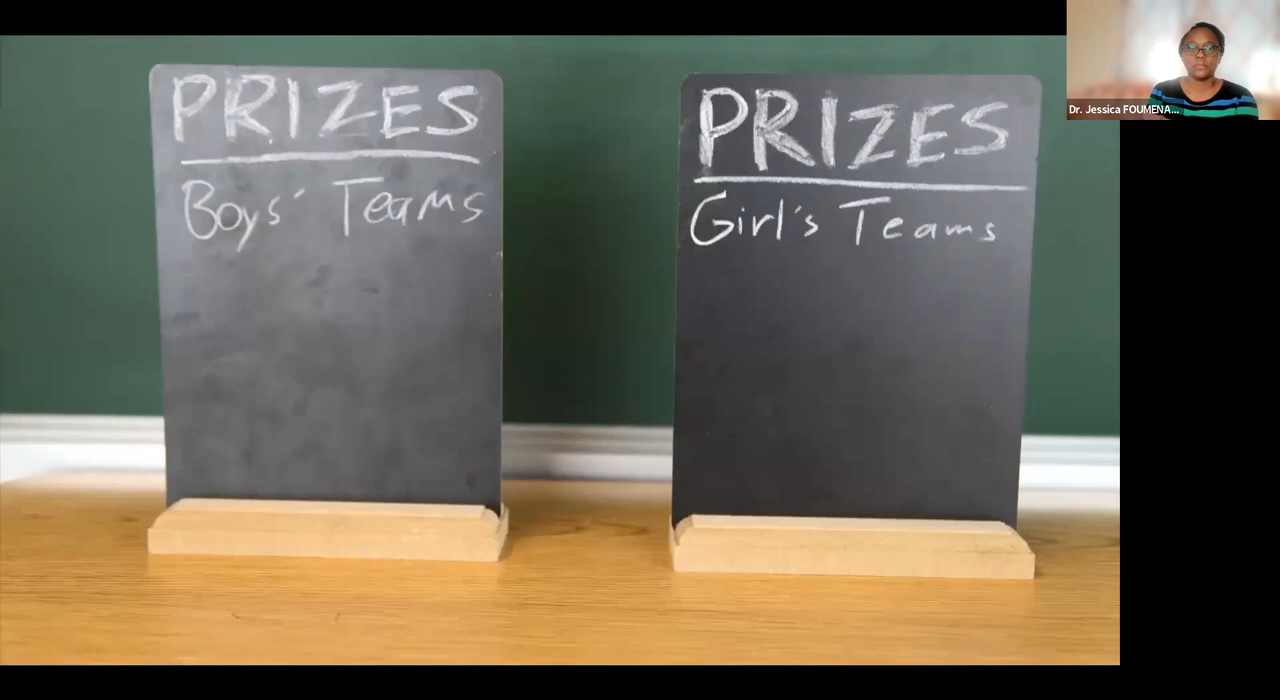 PRIZES
Boys' Teams
PRIZES
Girl's Teams
Dr. Jessica FOUMENA...